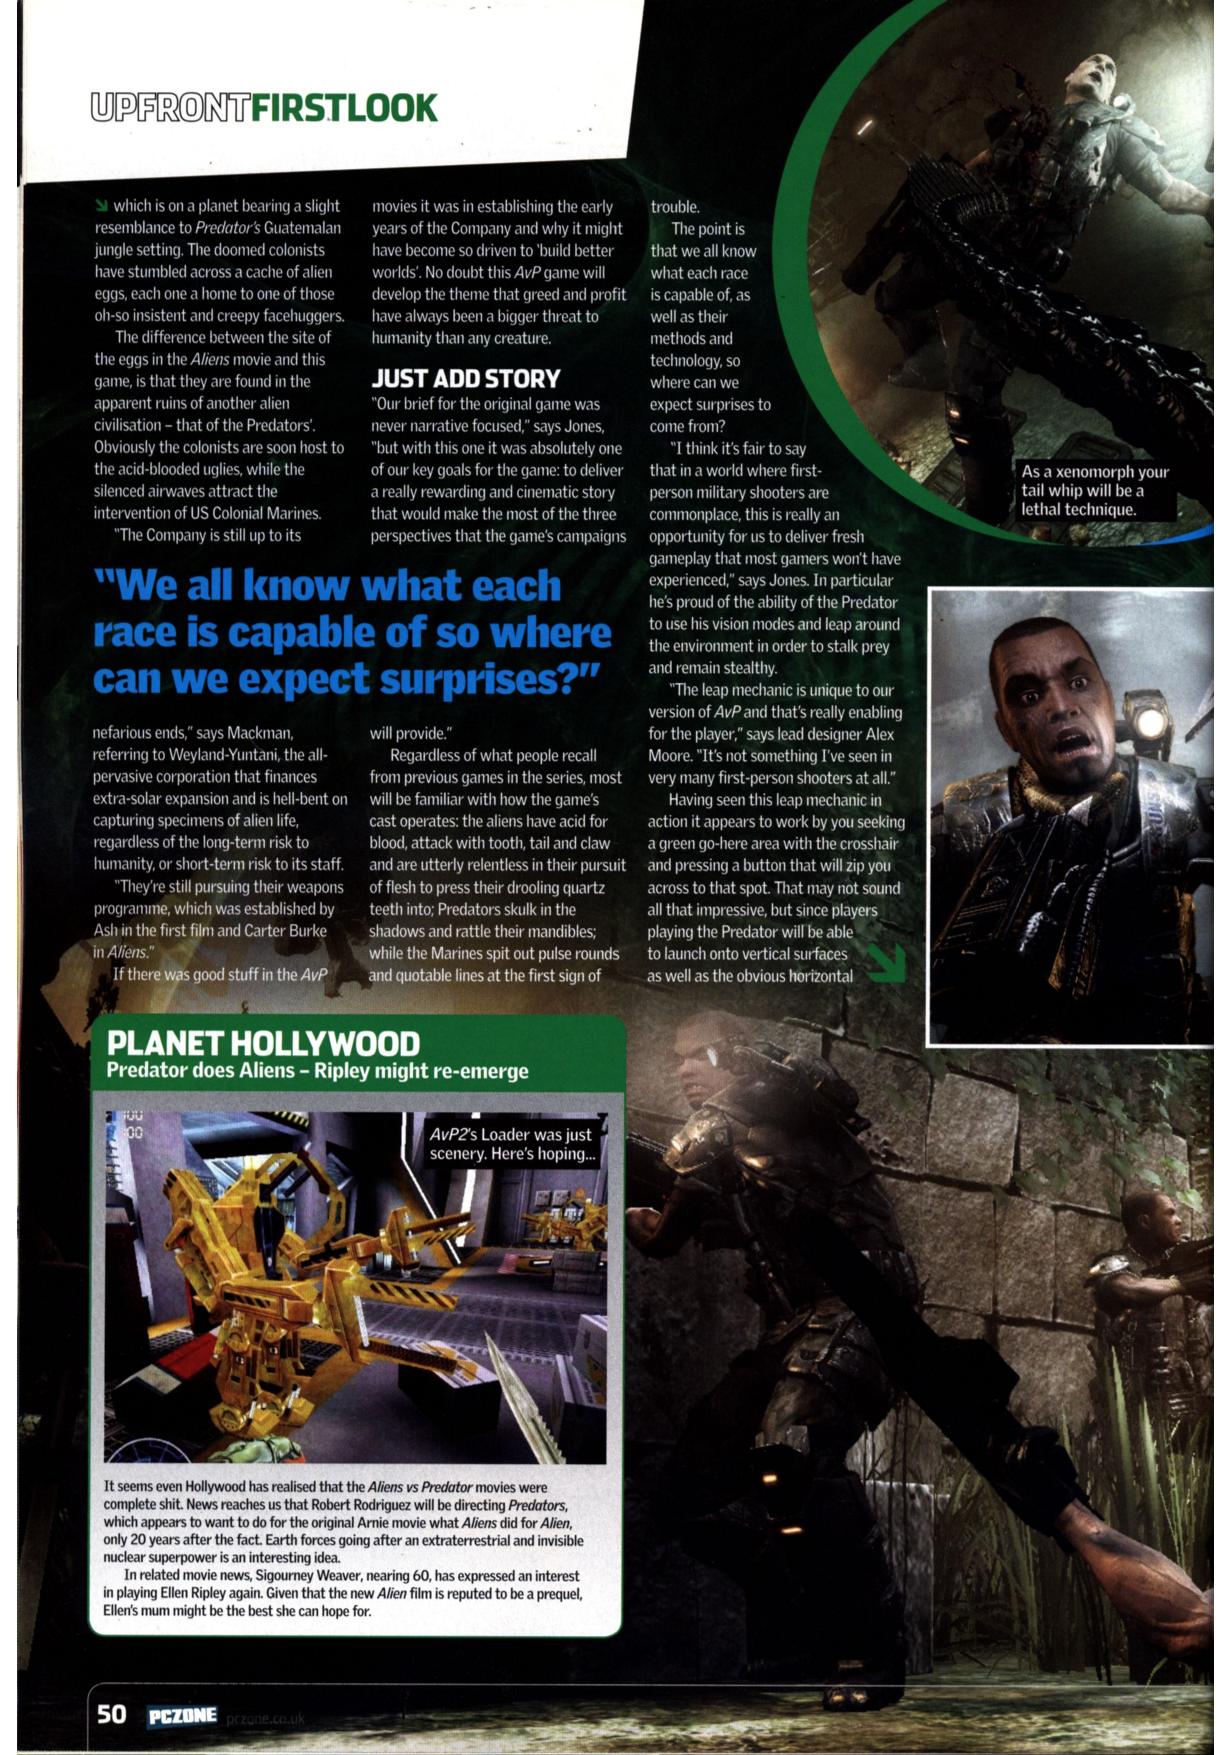 UPFRONTFIRSTLOOK
which is on a planet bearing a slight
resemblance to Predator's Guatemalan
jungle setting. The doomed colonists
have stumbled across a cache of alien
eggs, each one a home to one of those
oh-so insistent and creepy facehuggers.
The difference between the site of
the eggs in the Aliens movie and this
game, is that they are found in the
apparent ruins of another alien
civilisation – that of the Predators'.
Obviously the colonists are soon host to
the acid-blooded uglies, while the
silenced airwaves attract the
intervention of US Colonial Marines.
"The Company is still up to its
"We all know what each
race is capable of so where
can we expect surprises?"
nefarious ends," says Mackman,
referring to Weyland-Yuntani, the all-
pervasive corporation that finances
extra-solar expansion and is hell-bent on
capturing specimens of alien life,
regardless of the long-term risk to
humanity, or short-term risk to its staff.
"They're still pursuing their weapons
programme, which was established by
Ash in the first film and Carter Burke
in Aliens."
If there was good stuff in the AvP
movies it was in establishing the early
years of the Company and why it might
have become so driven to 'build better
worlds'. No doubt this AvP game will
develop the theme that greed and profit
have always been a bigger threat to
humanity than any creature.
JUST ADD STORY
"Our brief for the original game was
never narrative focused," says Jones,
"but with this one it was absolutely one
of our key goals for the game: to deliver
a really rewarding and cinematic story
that would make the most of the three
perspectives that the game's campaigns
will provide."
Regardless of what people recall
from previous games in the series, most
will be familiar with how the game's
cast operates: the aliens have acid for
blood, attack with tooth, tail and claw
and are utterly relentless in their pursuit
of flesh to press their drooling quartz
teeth into; Predators skulk in the
shadows and rattle their mandibles;
while the Marines spit out pulse rounds
and quotable lines at the first sign of
trouble.
The point is
that we all know
what each race
is capable of, as
well as their
methods and
technology, so
where can we
expect surprises to
come from?
"I think it's fair to say
that in a world where first-
person military shooters are
commonplace, this is really an
opportunity for us to deliver fresh
gameplay that most gamers won't have
experienced," says Jones. In particular
he's proud of the ability of the Predator
to use his vision modes and leap around
the environment in order to stalk prey
and remain stealthy.
"The leap mechanic is unique to our
version of AvP and that's really enabling
for the player," says lead designer Alex
Moore. "It's not something I've seen in
very many first-person shooters at all."
Having seen this leap mechanic in
action it appears to work by you seeking
a green go-here area with the crosshair
and pressing a button that will zip you
across to that spot. That may not sound
all that impressive, but since players
playing the Predator will be able
to launch onto vertical surfaces
as well as the obvious horizontal
As a xenomorph your
tail whip will be a
lethal technique.
PLANET HOLLYWOOD
Predator does Aliens – Ripley might re-emerge
AvP2's Loader was just
scenery. Here's hoping...
It seems even Hollywood has realised that the Aliens vs Predator movies were
complete shit. News reaches us that Robert Rodriguez will be directing Predators,
which appears to want to do for the original Arnie movie what Aliens did for Alien,
only 20 years after the fact. Earth forces going after an extraterrestrial and invisible
nuclear superpower is an interesting idea.
In related movie news, Sigourney Weaver, nearing 60, has expressed an interest
in playing Ellen Ripley again. Given that the new Alien film is reputed to be a prequel,
Ellen's mum might be the best she can hope for.
50 PCZONE pczone.co.uk